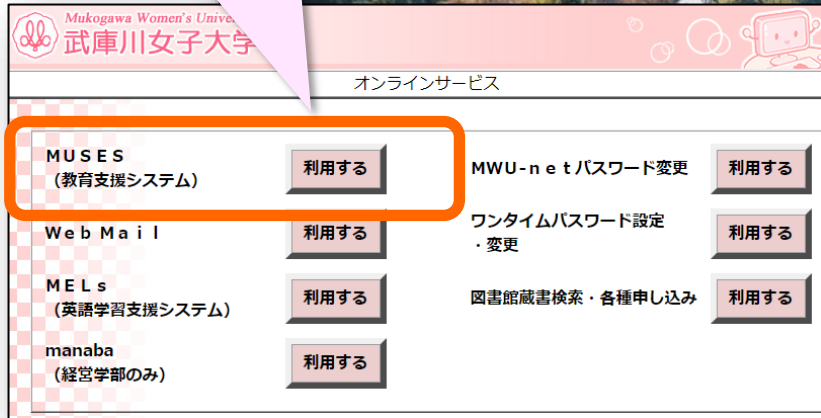 Mukogawa Women's
武庫川女子大学
オンラインサービス
ＭＵＳＥＳ
（教育支援システム）
利用する
ＭＷＵ－ｎｅｔパスワード変更
利用する
Ｗｅｂ Ｍａｉｌ
利用する
ワンタイムパスワード設定
・変更
利用する
ＭＥＬｓ
（英語学習支援システム）
利用する
図書館蔵書検索・各種申し込み
利用する
manaba
（経営学部のみ）
利用する